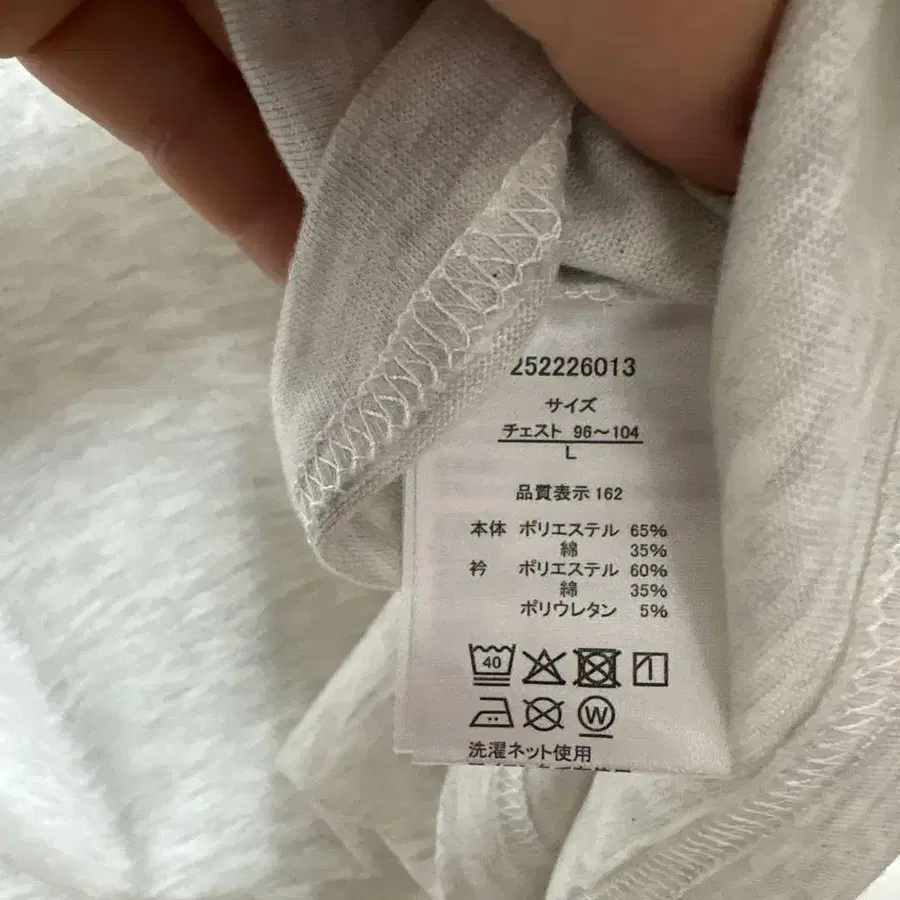 252226013
サイズ
チェスト 96～104
L
品質表示 162
本体 ポリエステル 65%
綿 35%
衿 ポリエステル 60%
綿 35%
ポリウレタン 5%
40
W
洗濯ネット使用